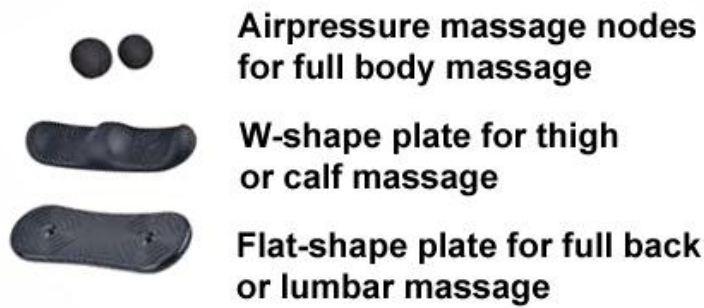 Airpressure massage nodes
for full body massage
W-shape plate for thigh
or calf massage
Flat-shape plate for full back
or lumbar massage